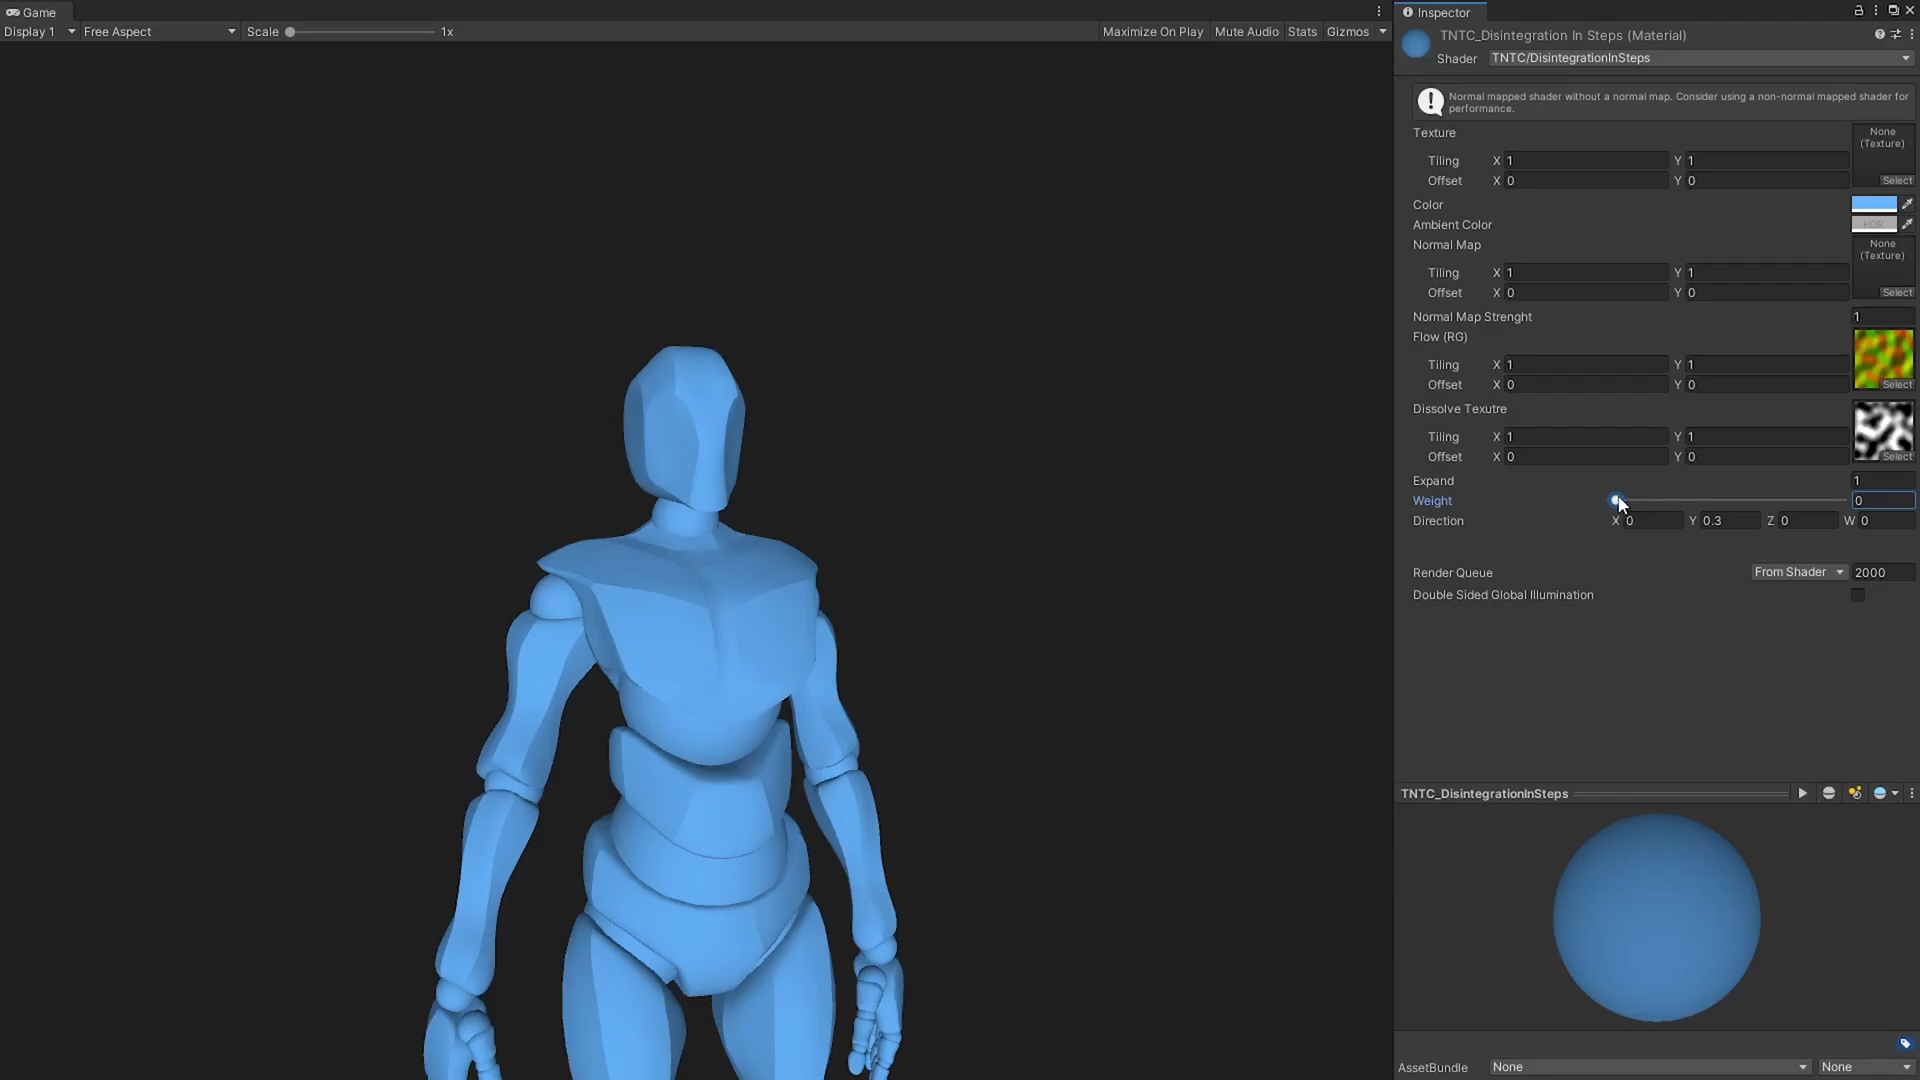 Game
Display 1 Free Aspect Scale 1x Maximize On Play Mute Audio Stats Gizmos
Inspector
TNTC_Disintegration In Steps (Material)
Shader TNTC/DisintegrationInSteps
Normal mapped shader without a normal map. Consider using a non-normal mapped shader for
performance.
Texture
None
(Texture)
Tiling X 1 Y 1
Offset X 0 Y 0 Select
Color
Ambient Color HDR
Normal Map
None
(Texture)
Tiling X 1 Y 1
Offset X 0 Y 0 Select
Normal Map Strenght 1
Flow (RG)
Tiling X 1 Y 1
Offset X 0 Y 0 Select
Dissolve Texutre
Tiling X 1 Y 1
Offset X 0 Y 0 Select
Expand 1
Weight 0
Direction X 0 Y 0.3 Z 0 W 0
Render Queue From Shader 2000
Double Sided Global Illumination
TNTC_DisintegrationInSteps
AssetBundle None None